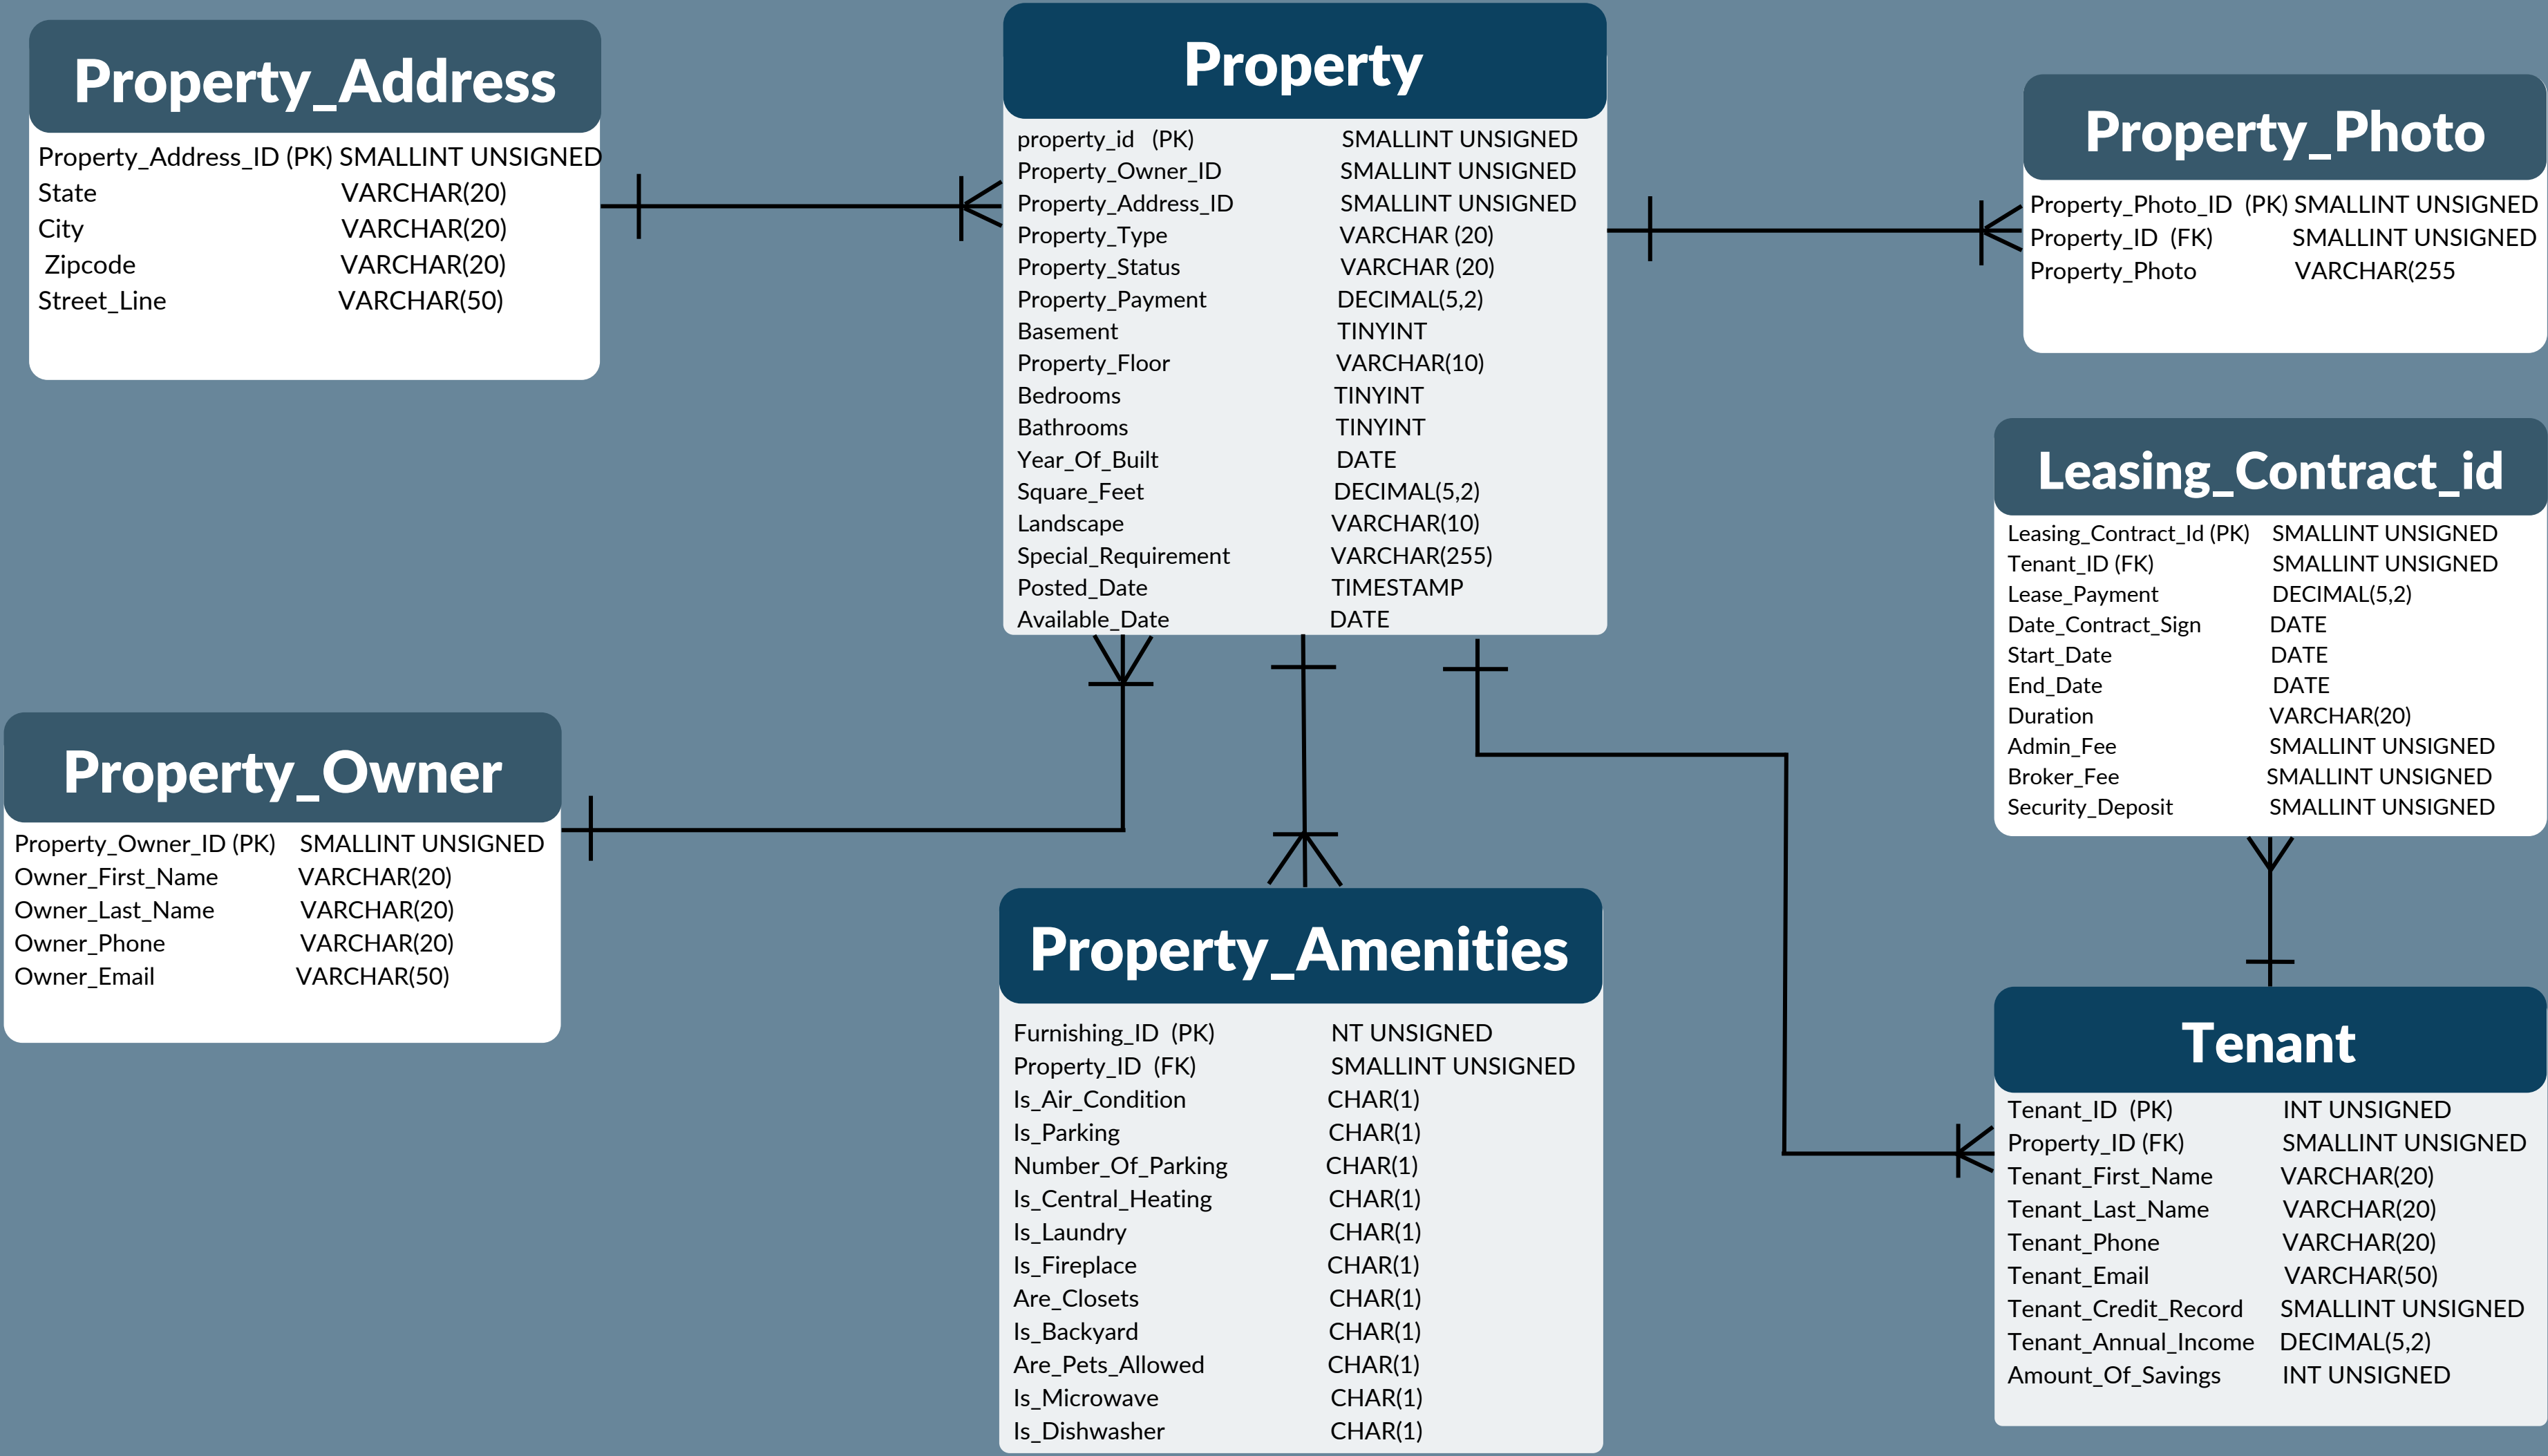 Property_Address
Property_Address_ID (PK) SMALLINT UNSIGNED
State VARCHAR(20)
City VARCHAR(20)
Zipcode VARCHAR(20)
Street_Line VARCHAR(50)
Property
property_id (PK) SMALLINT UNSIGNED
Property_Owner_ID SMALLINT UNSIGNED
Property_Address_ID SMALLINT UNSIGNED
Property_Type VARCHAR (20)
Property_Status VARCHAR (20)
Property_Payment DECIMAL(5,2)
Basement TINYINT
Property_Floor VARCHAR(10)
Bedrooms TINYINT
Bathrooms TINYINT
Year_Of_Built DATE
Square_Feet DECIMAL(5,2)
Landscape VARCHAR(10)
Special_Requirement VARCHAR(255)
Posted_Date TIMESTAMP
Available_Date DATE
Property_Photo
Property_Photo_ID (PK) SMALLINT UNSIGNED
Property_ID (FK) SMALLINT UNSIGNED
Property_Photo VARCHAR(255
Leasing_Contract_id
Leasing_Contract_Id (PK) SMALLINT UNSIGNED
Tenant_ID (FK) SMALLINT UNSIGNED
Lease_Payment DECIMAL(5,2)
Date_Contract_Sign DATE
Start_Date DATE
End_Date DATE
Duration VARCHAR(20)
Admin_Fee SMALLINT UNSIGNED
Broker_Fee SMALLINT UNSIGNED
Security_Deposit SMALLINT UNSIGNED
Property_Owner
Property_Owner_ID (PK) SMALLINT UNSIGNED
Owner_First_Name VARCHAR(20)
Owner_Last_Name VARCHAR(20)
Owner_Phone VARCHAR(20)
Owner_Email VARCHAR(50)
Property_Amenities
Furnishing_ID (PK) NT UNSIGNED
Property_ID (FK) SMALLINT UNSIGNED
Is_Air_Condition CHAR(1)
Is_Parking CHAR(1)
Number_Of_Parking CHAR(1)
Is_Central_Heating CHAR(1)
Is_Laundry CHAR(1)
Is_Fireplace CHAR(1)
Are_Closets CHAR(1)
Is_Backyard CHAR(1)
Are_Pets_Allowed CHAR(1)
Is_Microwave CHAR(1)
Is_Dishwasher CHAR(1)
Tenant
Tenant_ID (PK) INT UNSIGNED
Property_ID (FK) SMALLINT UNSIGNED
Tenant_First_Name VARCHAR(20)
Tenant_Last_Name VARCHAR(20)
Tenant_Phone VARCHAR(20)
Tenant_Email VARCHAR(50)
Tenant_Credit_Record SMALLINT UNSIGNED
Tenant_Annual_Income DECIMAL(5,2)
Amount_Of_Savings INT UNSIGNED